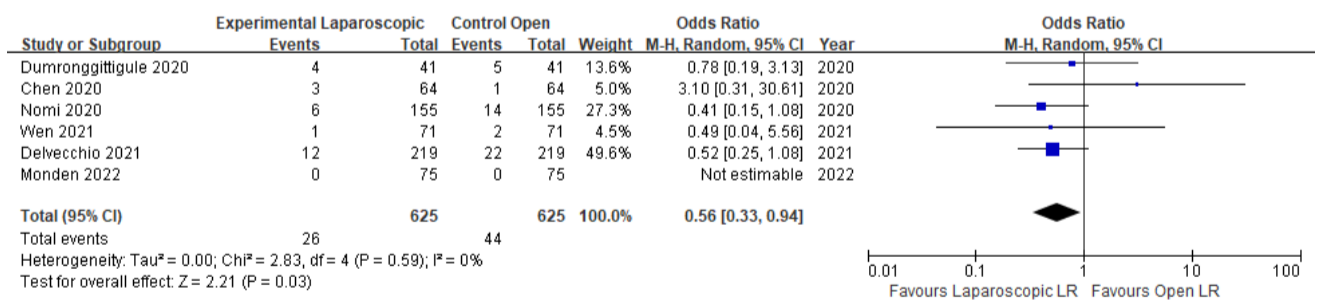 Experimental Laparoscopic Control Open Odds Ratio Odds Ratio
Study or Subgroup Events Total Events Total Weight M-H, Random, 95% CI Year M-H, Random, 95% CI
Dumronggittigule 2020 4 41 5 41 13.6% 0.78 [0.19, 3.13] 2020
Chen 2020 3 64 1 64 5.0% 3.10 [0.31, 30.61] 2020
Nomi 2020 6 155 14 155 27.3% 0.41 [0.15, 1.08] 2020
Wen 2021 1 71 2 71 4.5% 0.49 [0.04, 5.56] 2021
Delvecchio 2021 12 219 22 219 49.6% 0.52 [0.25, 1.08] 2021
Monden 2022 0 75 0 75 Not estimable 2022
Total (95% CI) 625 625 100.0% 0.56 [0.33, 0.94]
Total events 26 44
Heterogeneity: Tau² = 0.00; Chi² = 2.83, df = 4 (P = 0.59); I² = 0%
Test for overall effect: Z = 2.21 (P = 0.03)
0.01 0.1 1 10 100
Favours Laparoscopic LR Favours Open LR